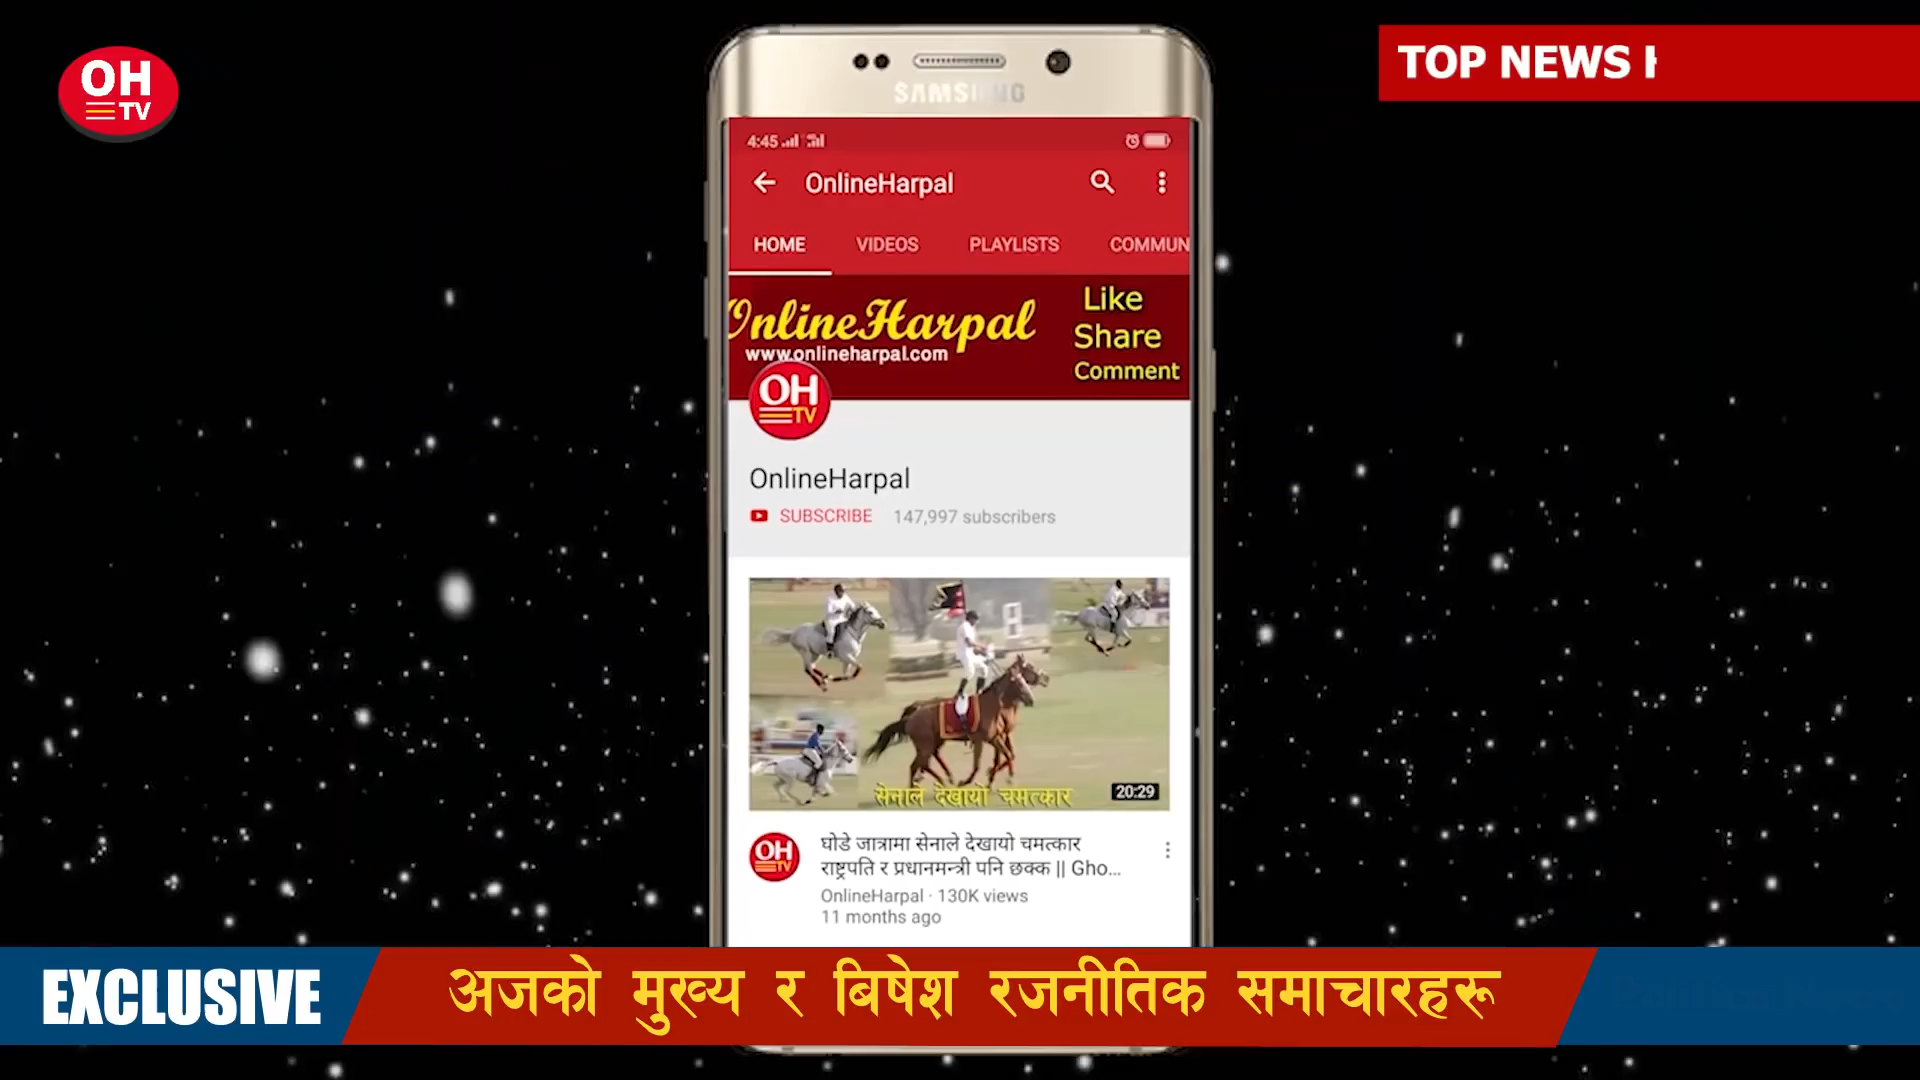 OH
TV
TOP NEWS
SAMSUNG
4:45
OnlineHarpal
HOME VIDEOS PLAYLISTS COMMUN
OnlineHarpal
www.onlineharpal.com
Like
Share
Comment
OH
TV
OnlineHarpal
SUBSCRIBE 147,997 subscribers
सेनाले देखायो चमत्कार
20:29
OH
TV
घोडे जात्रामा सेनाले देखायो चमत्कार
राष्ट्रपति र प्रधानमन्त्री पनि छक्क || Gho...
OnlineHarpal · 130K views
11 months ago
EXCLUSIVE
अजको मुख्य र बिषेश रजनीतिक समाचारहरू